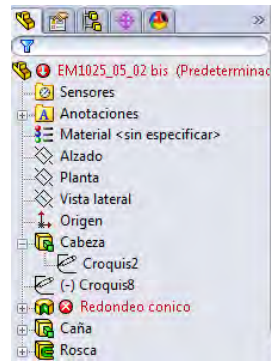 »
EM1025_05_02 bis (Predeterminac
Sensores
A Anotaciones
Material <sin especificar>
Alzado
Planta
Vista lateral
Origen
Cabeza
Croquis2
(-) Croquis8
Redondeo conico
Caña
Rosca